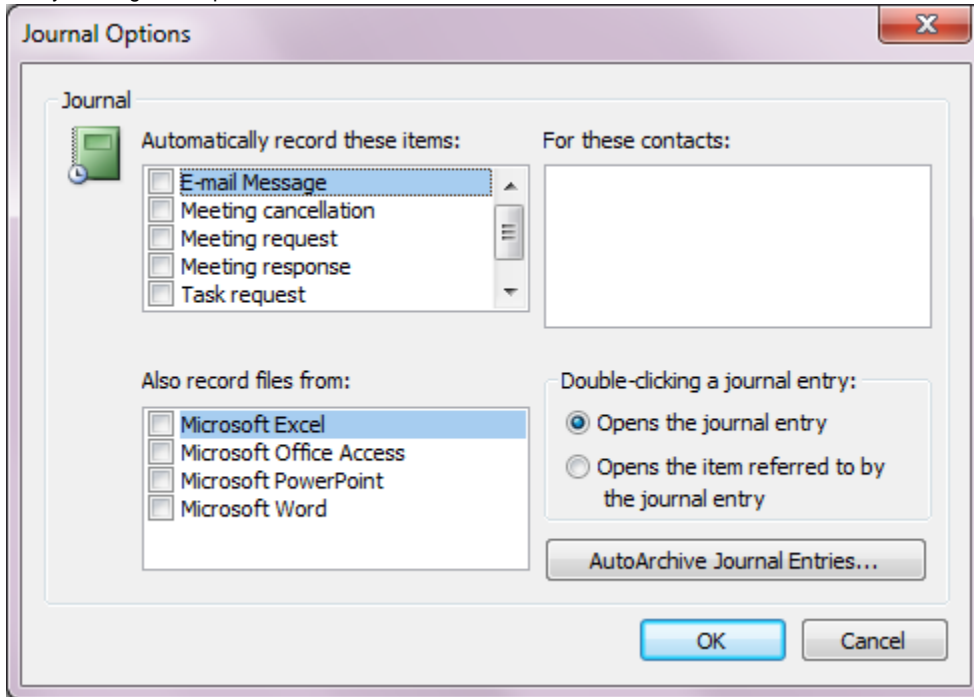 Journal Options
Journal
Automatically record these items:
E-mail Message
Meeting cancellation
Meeting request
Meeting response
Task request
For these contacts:
Also record files from:
Microsoft Excel
Microsoft Office Access
Microsoft PowerPoint
Microsoft Word
Double-clicking a journal entry:
Opens the journal entry
Opens the item referred to by
the journal entry
AutoArchive Journal Entries...
OK
Cancel